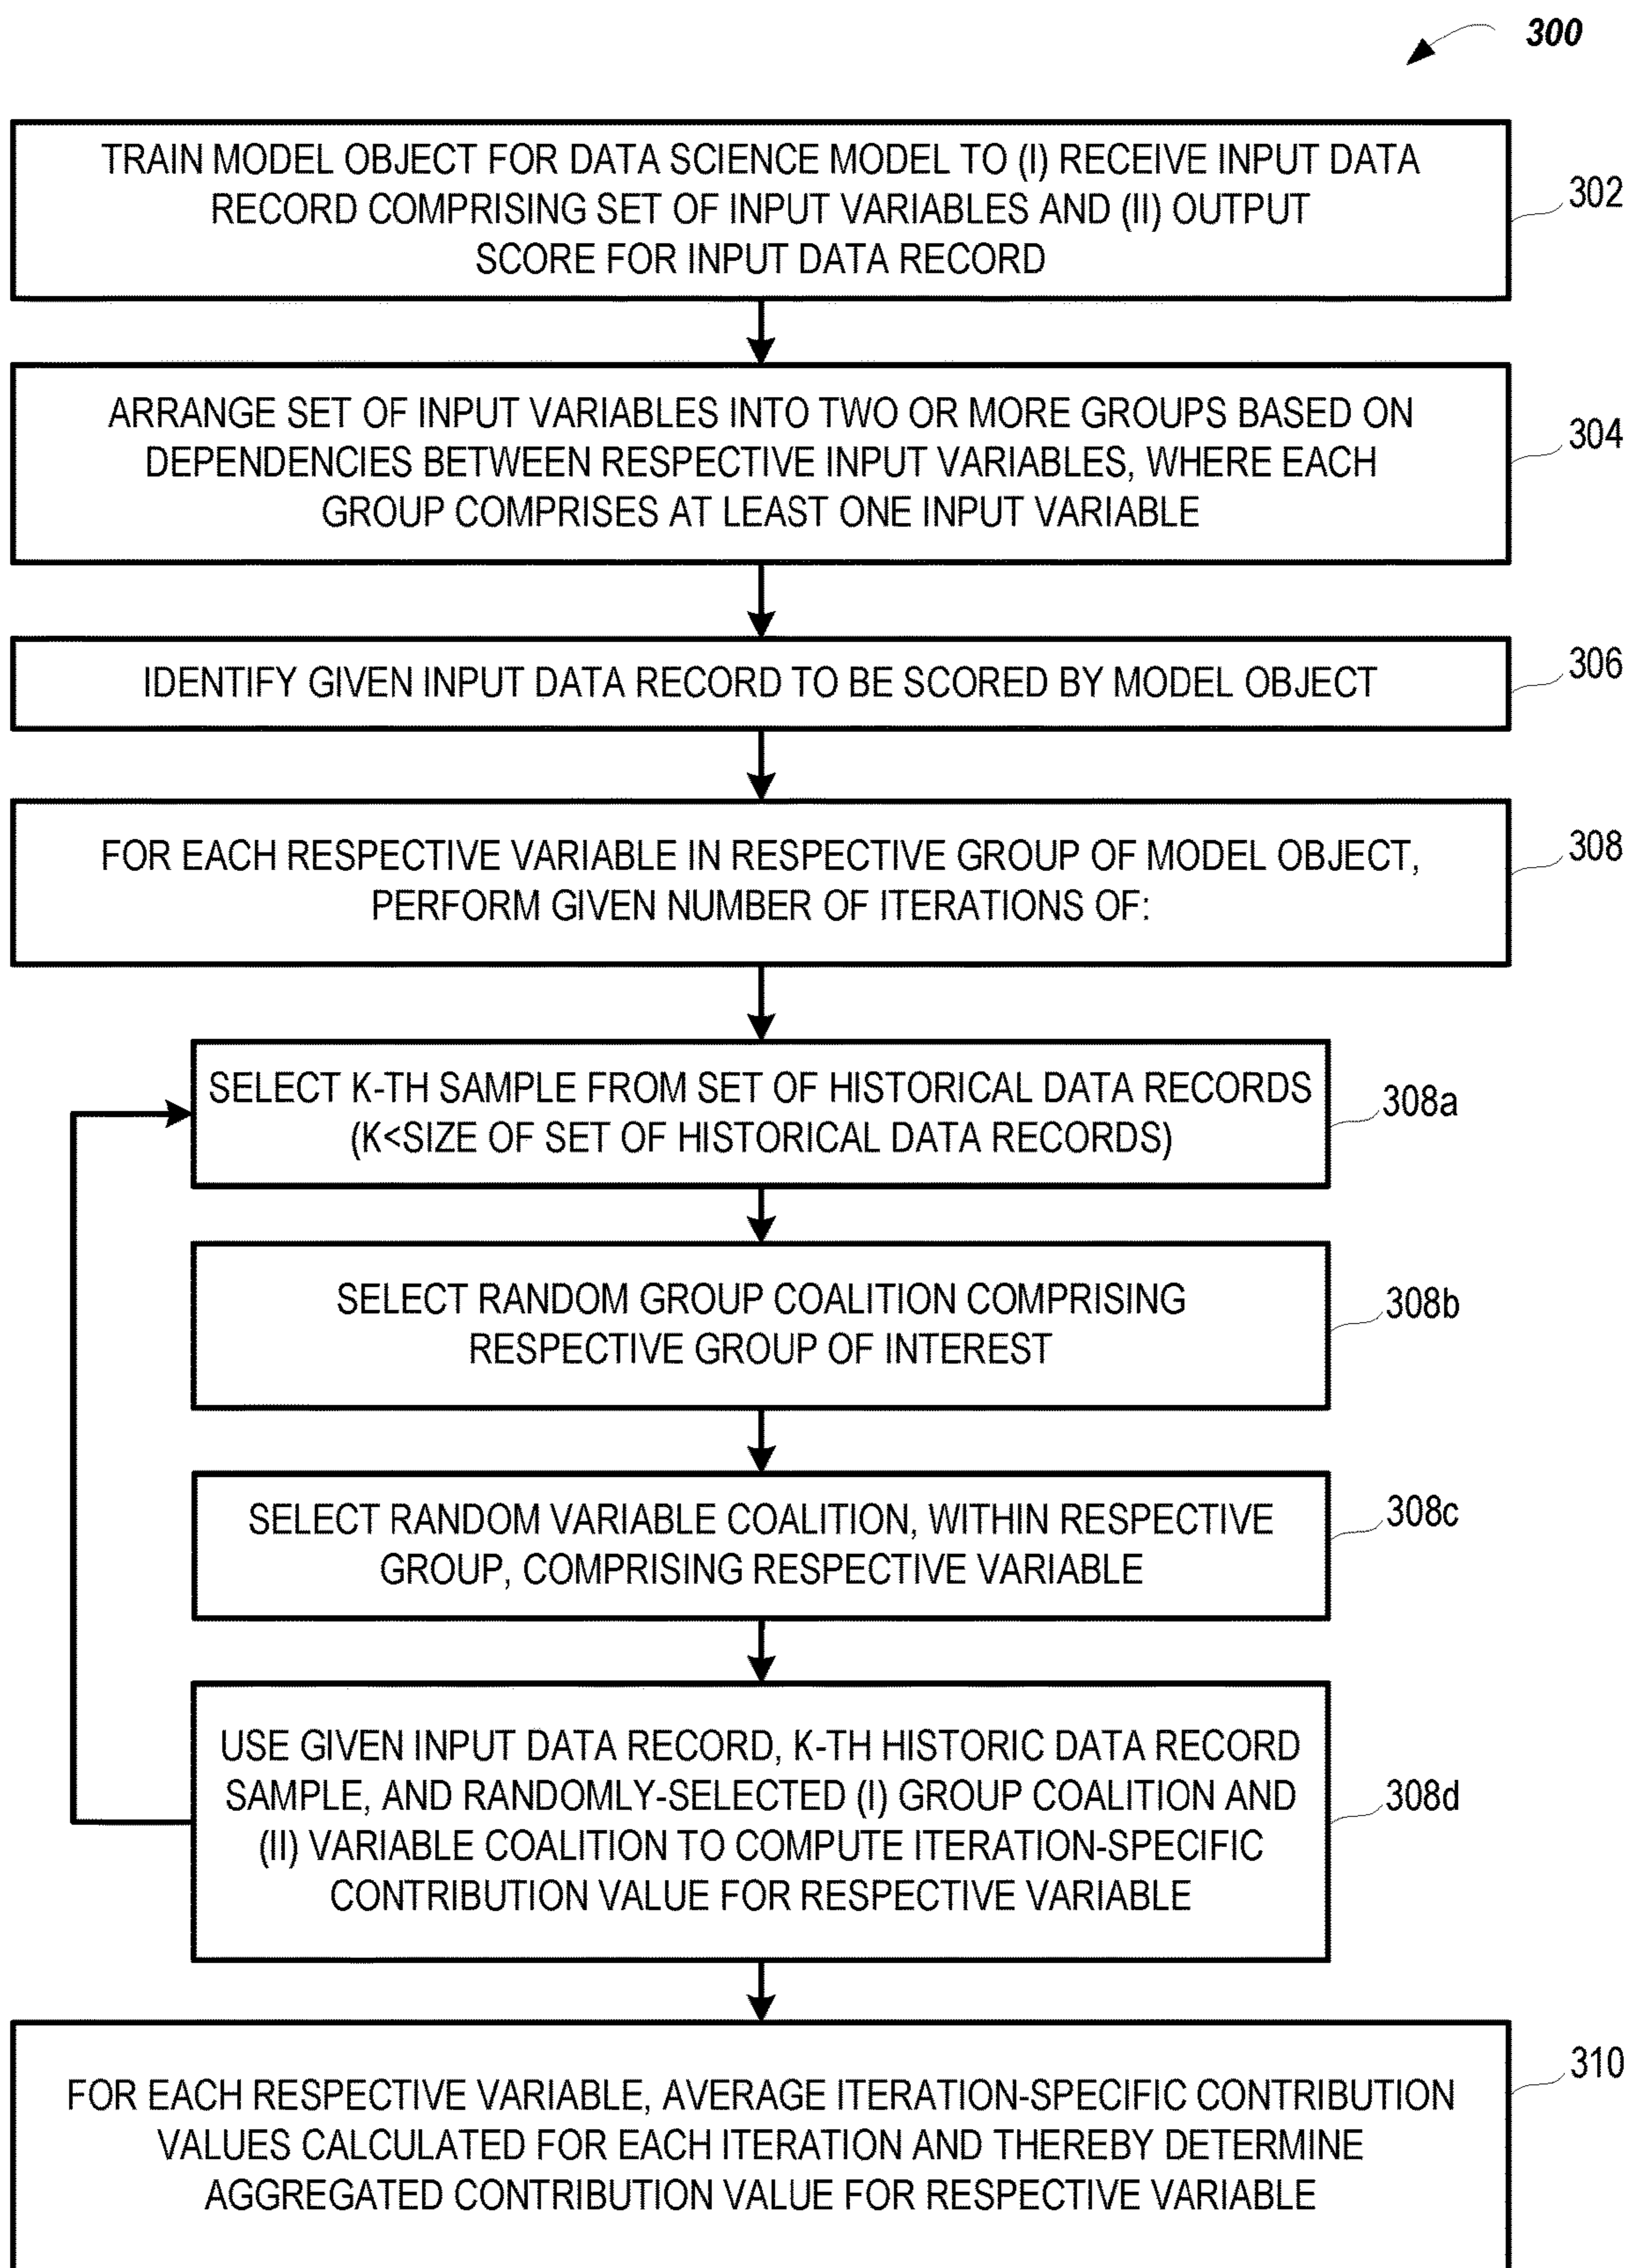 300
TRAIN MODEL OBJECT FOR DATA SCIENCE MODEL TO (I) RECEIVE INPUT DATA
RECORD COMPRISING SET OF INPUT VARIABLES AND (II) OUTPUT
SCORE FOR INPUT DATA RECORD
302
ARRANGE SET OF INPUT VARIABLES INTO TWO OR MORE GROUPS BASED ON
DEPENDENCIES BETWEEN RESPECTIVE INPUT VARIABLES, WHERE EACH
GROUP COMPRISES AT LEAST ONE INPUT VARIABLE
304
IDENTIFY GIVEN INPUT DATA RECORD TO BE SCORED BY MODEL OBJECT
306
FOR EACH RESPECTIVE VARIABLE IN RESPECTIVE GROUP OF MODEL OBJECT,
PERFORM GIVEN NUMBER OF ITERATIONS OF:
308
SELECT K-TH SAMPLE FROM SET OF HISTORICAL DATA RECORDS
(K<SIZE OF SET OF HISTORICAL DATA RECORDS)
308a
SELECT RANDOM GROUP COALITION COMPRISING
RESPECTIVE GROUP OF INTEREST
308b
SELECT RANDOM VARIABLE COALITION, WITHIN RESPECTIVE
GROUP, COMPRISING RESPECTIVE VARIABLE
308c
USE GIVEN INPUT DATA RECORD, K-TH HISTORIC DATA RECORD
SAMPLE, AND RANDOMLY-SELECTED (I) GROUP COALITION AND
(II) VARIABLE COALITION TO COMPUTE ITERATION-SPECIFIC
CONTRIBUTION VALUE FOR RESPECTIVE VARIABLE
308d
FOR EACH RESPECTIVE VARIABLE, AVERAGE ITERATION-SPECIFIC CONTRIBUTION
VALUES CALCULATED FOR EACH ITERATION AND THEREBY DETERMINE
AGGREGATED CONTRIBUTION VALUE FOR RESPECTIVE VARIABLE
310